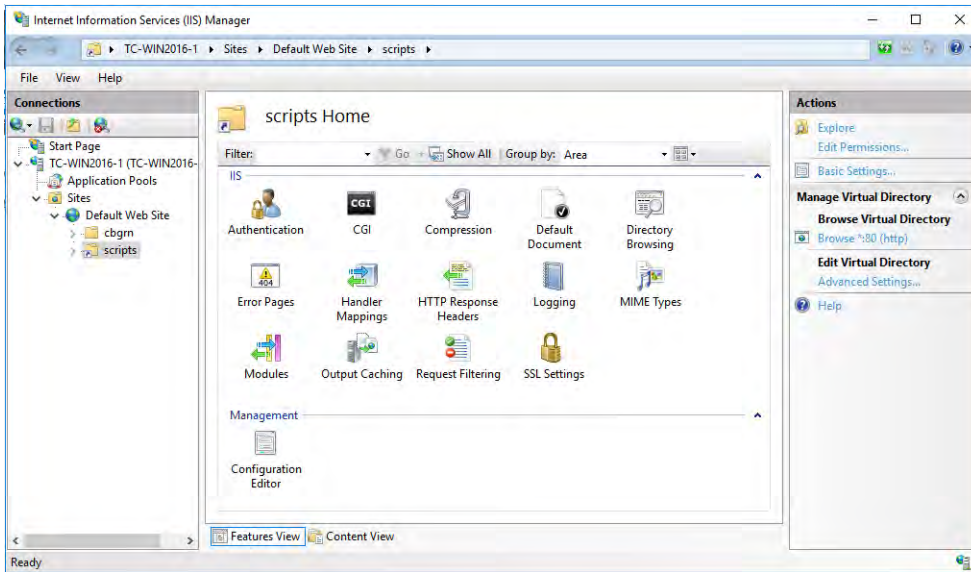 Internet Information Services (IIS) Manager
TC-WIN2016-1 Sites Default Web Site scripts
File View Help
Connections
Start Page
TC-WIN2016-1 (TC-WIN2016-
Application Pools
Sites
Default Web Site
cbgrn
scripts
scripts Home
Filter: Go Show All Group by: Area
IIS
Authentication
CGI
Compression
Default
Document
Directory
Browsing
Error Pages
Handler
Mappings
HTTP Response
Headers
Logging
MIME Types
Modules
Output Caching
Request Filtering
SSL Settings
Management
Configuration
Editor
Features View Content View
Actions
Explore
Edit Permissions...
Basic Settings...
Manage Virtual Directory
Browse Virtual Directory
Browse *:80 (http)
Edit Virtual Directory
Advanced Settings...
Help
Ready